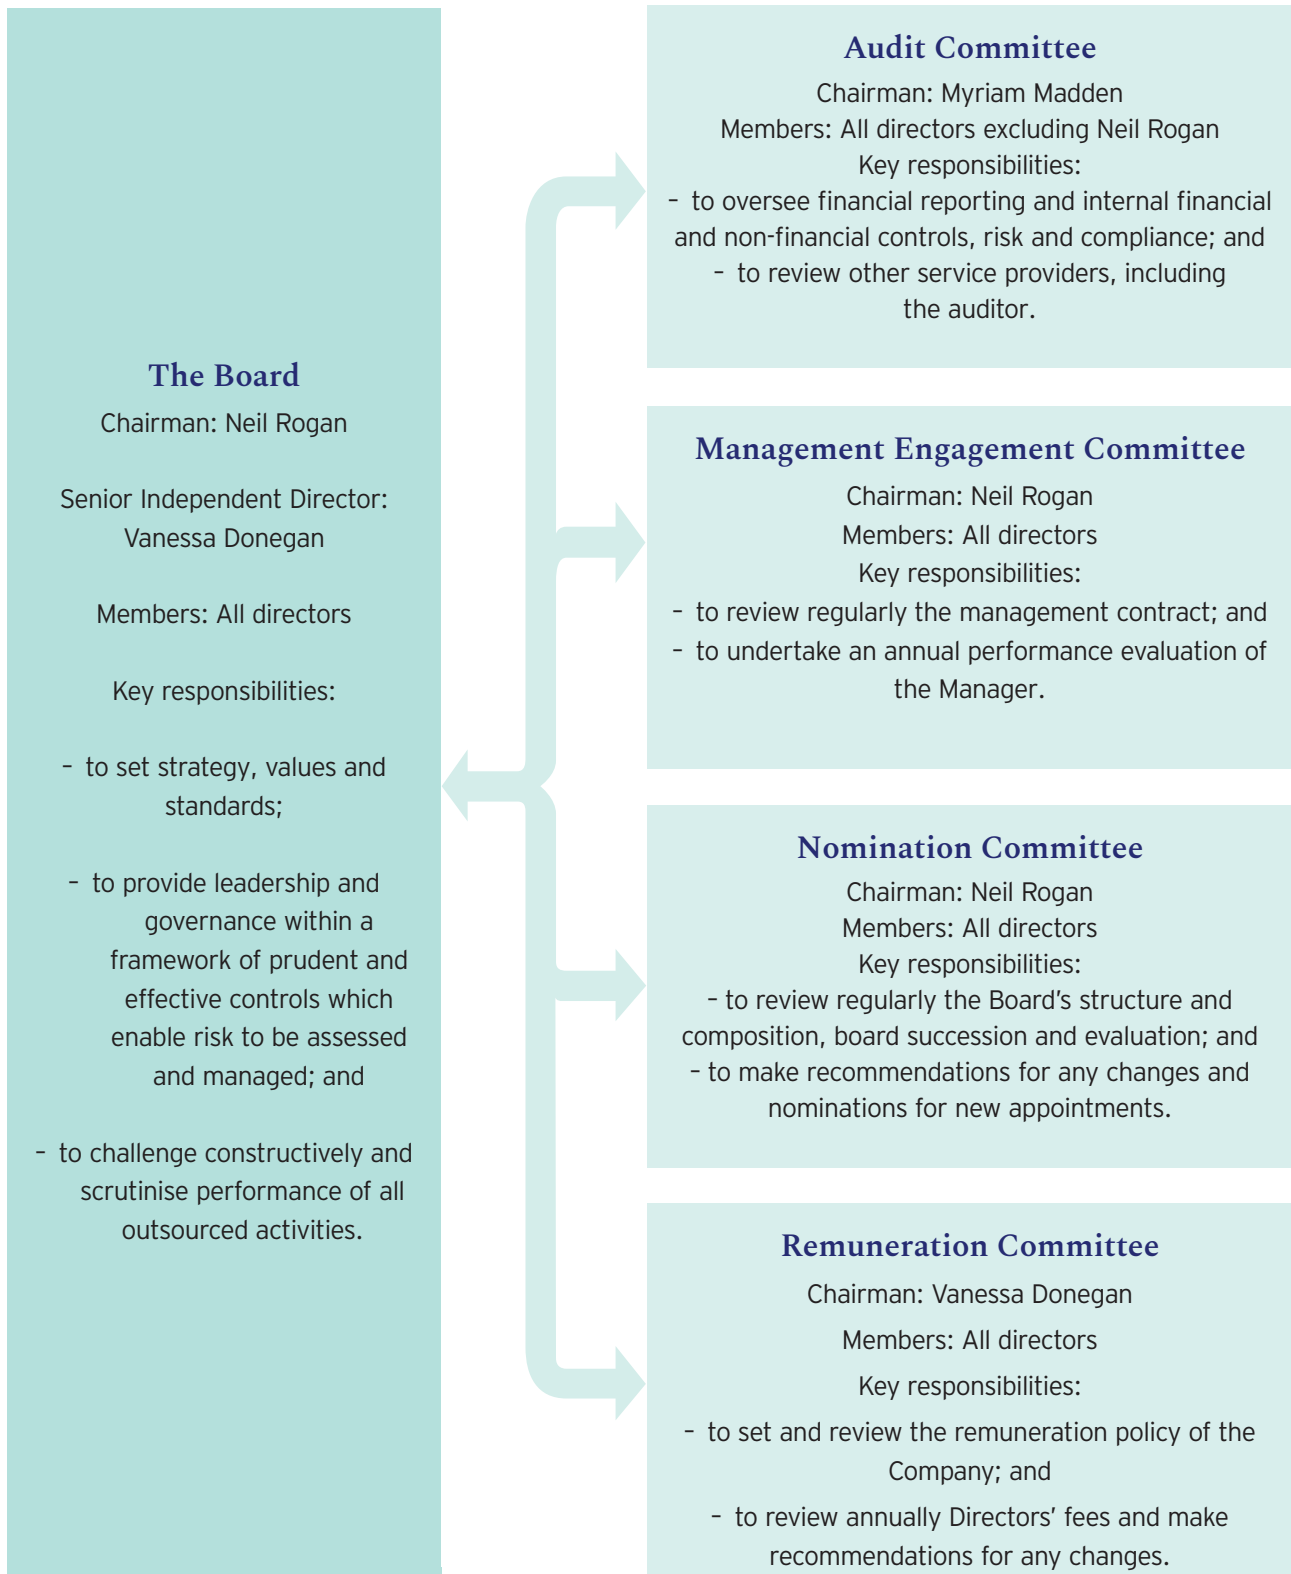 The Board
Chairman: Neil Rogan
Senior Independent Director:
Vanessa Donegan
Members: All directors
Key responsibilities:
– to set strategy, values and
standards;
– to provide leadership and
governance within a
framework of prudent and
effective controls which
enable risk to be assessed
and managed; and
– to challenge constructively and
scrutinise performance of all
outsourced activities.
Audit Committee
Chairman: Myriam Madden
Members: All directors excluding Neil Rogan
Key responsibilities:
– to oversee financial reporting and internal financial
and non-financial controls, risk and compliance; and
– to review other service providers, including
the auditor.
Management Engagement Committee
Chairman: Neil Rogan
Members: All directors
Key responsibilities:
– to review regularly the management contract; and
– to undertake an annual performance evaluation of
the Manager.
Nomination Committee
Chairman: Neil Rogan
Members: All directors
Key responsibilities:
– to review regularly the Board’s structure and
composition, board succession and evaluation; and
– to make recommendations for any changes and
nominations for new appointments.
Remuneration Committee
Chairman: Vanessa Donegan
Members: All directors
Key responsibilities:
– to set and review the remuneration policy of the
Company; and
– to review annually Directors’ fees and make
recommendations for any changes.